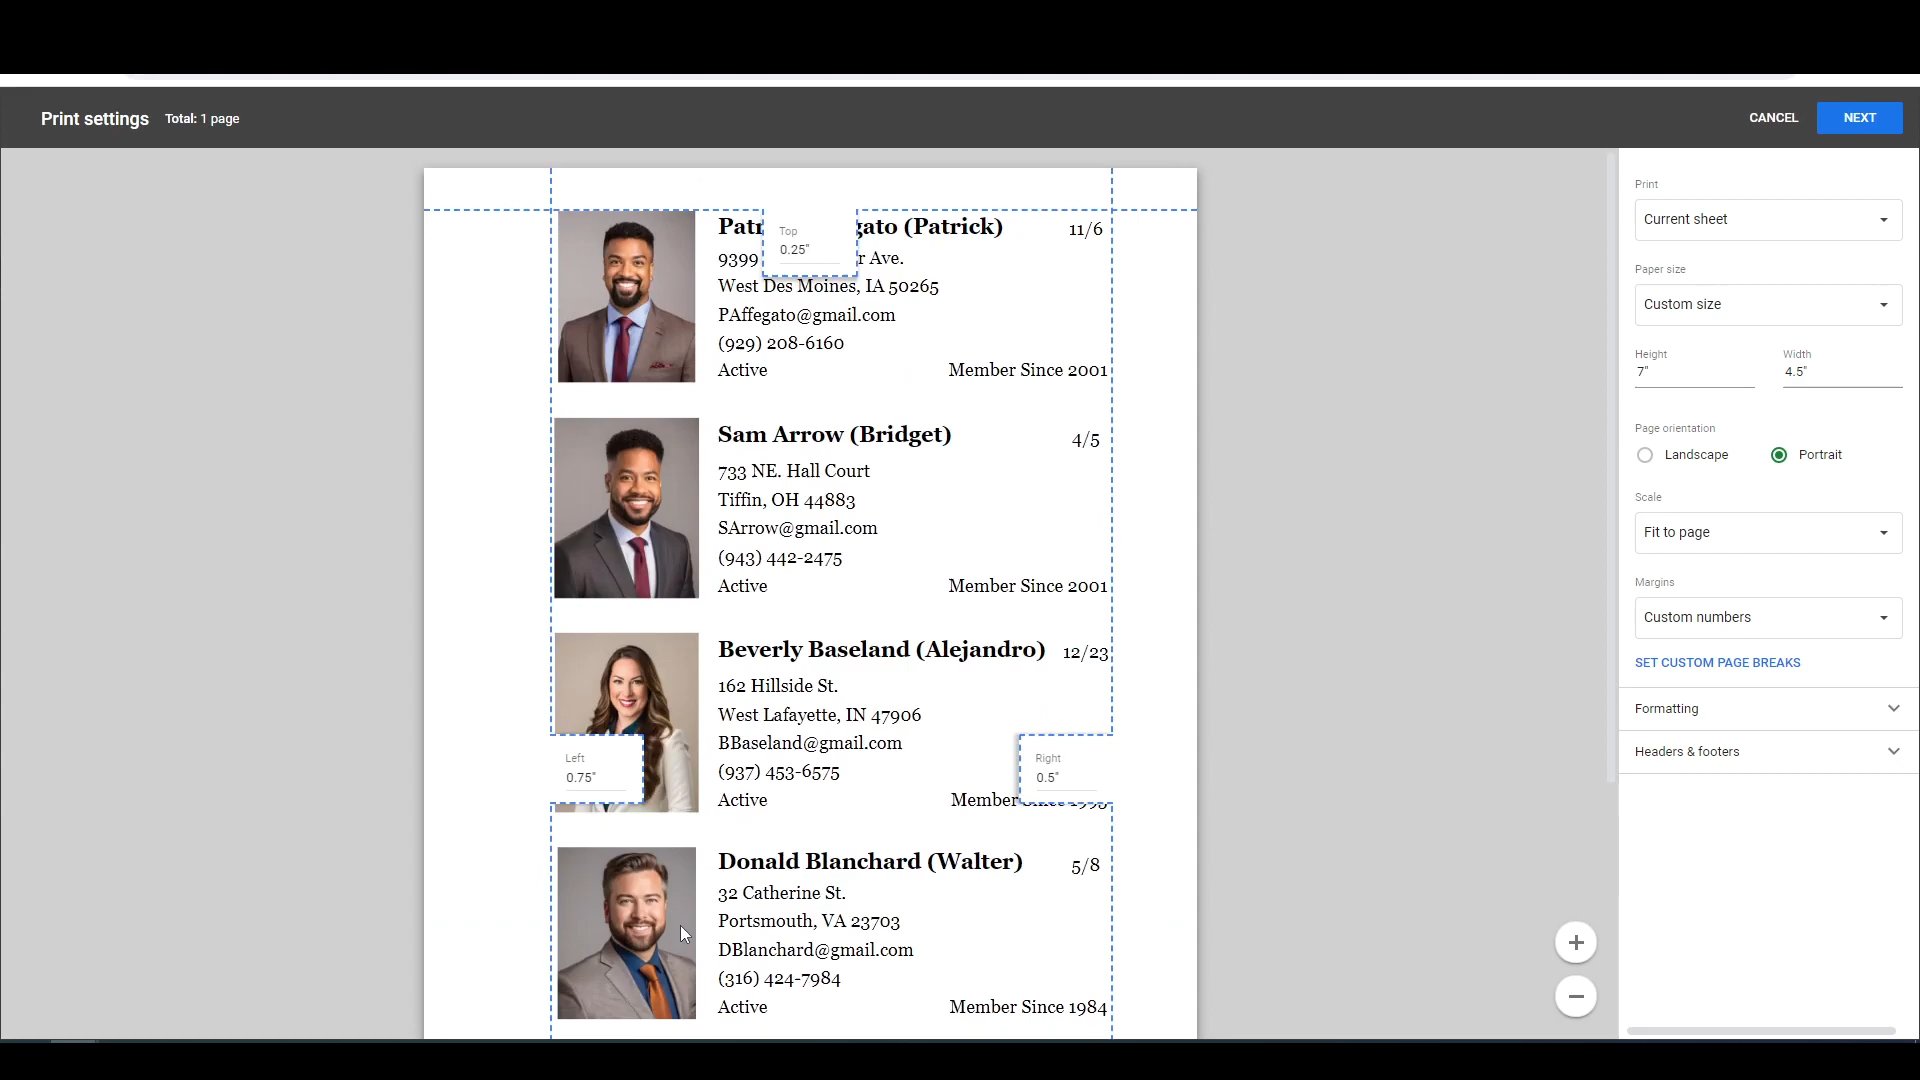 Print settings Total: 1 page CANCEL NEXT
Print
Current sheet
Paper size
Custom size
Height Width
7" 4.5"
Page orientation
Landscape Portrait
Scale
Fit to page
Margins
Custom numbers
SET CUSTOM PAGE BREAKS
Formatting
Headers & footers
Top
0.25"
(Patrick) 11/6
9399 Ave.
West Des Moines, IA 50265
PAffegato@gmail.com
(929) 208-6160
Active Member Since 2001
Sam Arrow (Bridget) 4/5
733 NE. Hall Court
Tiffin, OH 44883
SArrow@gmail.com
(943) 442-2475
Active Member Since 2001
Beverly Baseland (Alejandro) 12/23
162 Hillside St.
West Lafayette, IN 47906
BBaseland@gmail.com
(937) 453-6575
Active Member
Left
0.75"
Right
0.5"
Donald Blanchard (Walter) 5/8
32 Catherine St.
Portsmouth, VA 23703
DBlanchard@gmail.com
(316) 424-7984
Active Member Since 1984